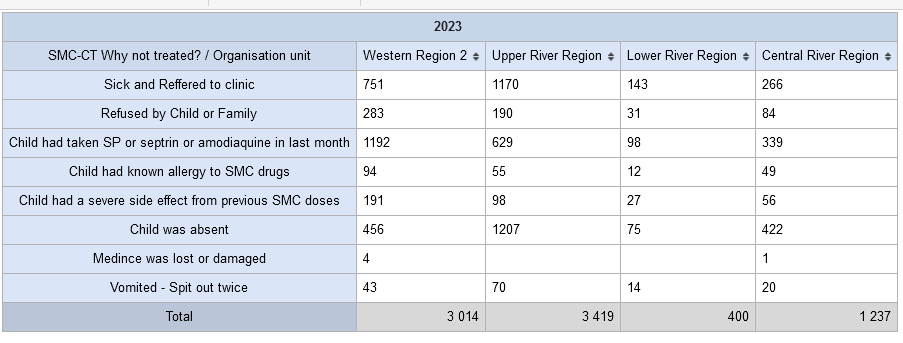 2023
SMC-CT Why not treated? / Organisation unit Western Region 2 Upper River Region Lower River Region Central River Region
Sick and Reffered to clinic 751 1170 143 266
Refused by Child or Family 283 190 31 84
Child had taken SP or septrin or amodiaquine in last month 1192 629 98 339
Child had known allergy to SMC drugs 94 55 12 49
Child had a severe side effect from previous SMC doses 191 98 27 56
Child was absent 456 1207 75 422
Medince was lost or damaged 4 1
Vomited - Spit out twice 43 70 14 20
Total 3 014 3 419 400 1 237